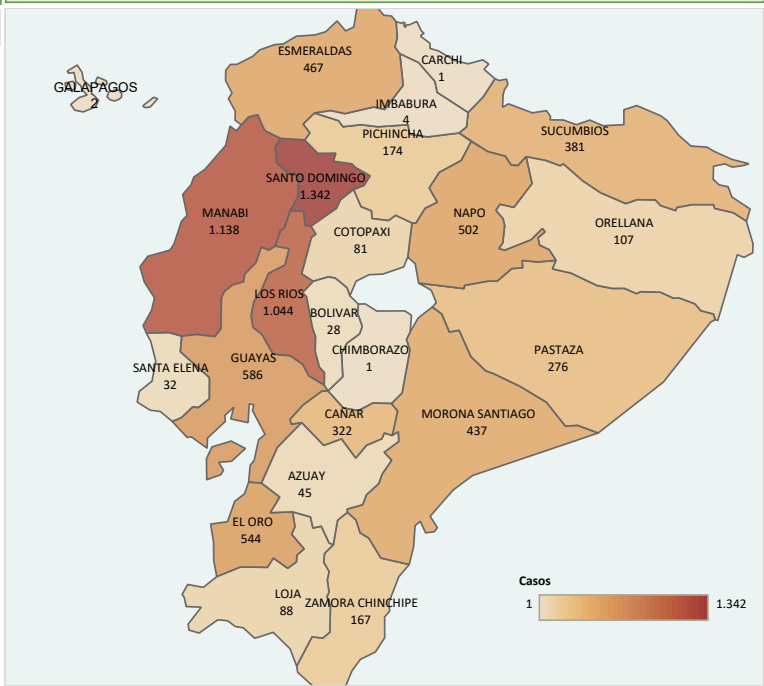 ESMERALDAS
467
CARCHI
1
GALAPAGOS
2
IMBABURA
4
PICHINCHA
174
SUCUMBIOS
381
SANTO DOMINGO
1.342
MANABI
1.138
NAPO
502
ORELLANA
107
COTOPAXI
81
LOS RIOS
1.044
BOLIVAR
28
CHIMBORAZO
1
PASTAZA
276
SANTA ELENA
32
GUAYAS
586
CAÑAR
322
MORONA SANTIAGO
437
AZUAY
45
EL ORO
544
LOJA
88
ZAMORA CHINCHIPE
167
Casos
1 1.342